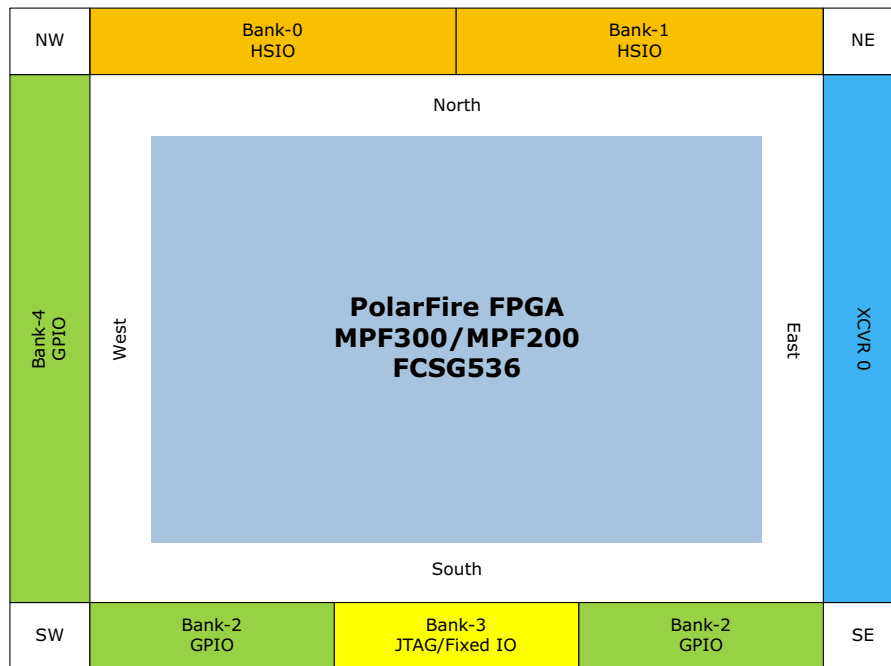 NW
Bank-0
HSIO
Bank-1
HSIO
NE
North
Bank-4
GPIO
West
PolarFire FPGA
MPF300/MPF200
FCSG536
East
XCVR 0
South
SW
Bank-2
GPIO
Bank-3
JTAG/Fixed IO
Bank-2
GPIO
SE